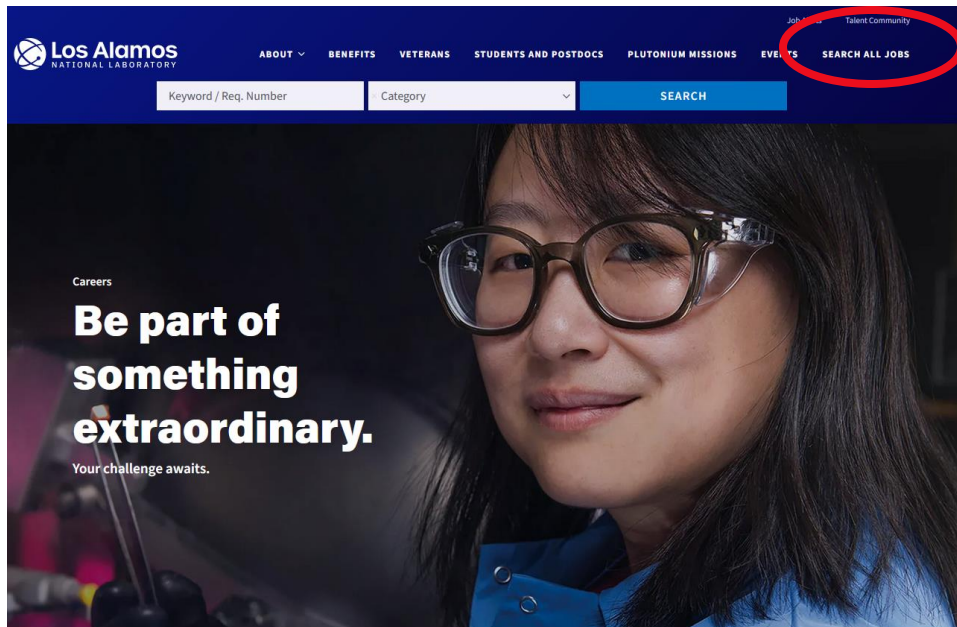 Talent Community
Los Alamos
NATIONAL LABORATORY
ABOUT BENEFITS VETERANS STUDENTS AND POSTDOCS PLUTONIUM MISSIONS EVENTS SEARCH ALL JOBS
Keyword / Req. Number Category SEARCH
Careers
Be part of
something
extraordinary.
Your challenge awaits.